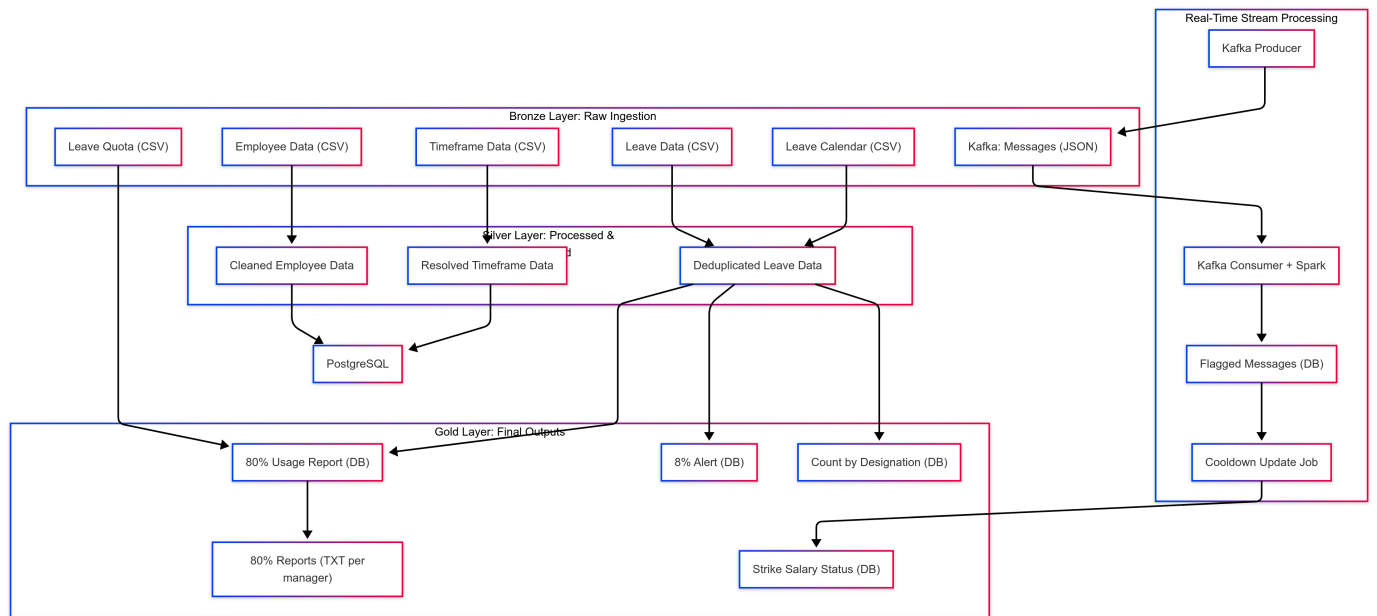 Real-Time Stream Processing
Kafka Producer
Bronze Layer: Raw Ingestion
Leave Quota (CSV)
Employee Data (CSV)
Timeframe Data (CSV)
Leave Data (CSV)
Leave Calendar (CSV)
Kafka: Messages (JSON)
Silver Layer: Processed &
Cleaned Employee Data
Resolved Timeframe Data
Deduplicated Leave Data
Kafka Consumer + Spark
PostgreSQL
Flagged Messages (DB)
Gold Layer: Final Outputs
80% Usage Report (DB)
8% Alert (DB)
Count by Designation (DB)
Cooldown Update Job
80% Reports (TXT per
manager)
Strike Salary Status (DB)